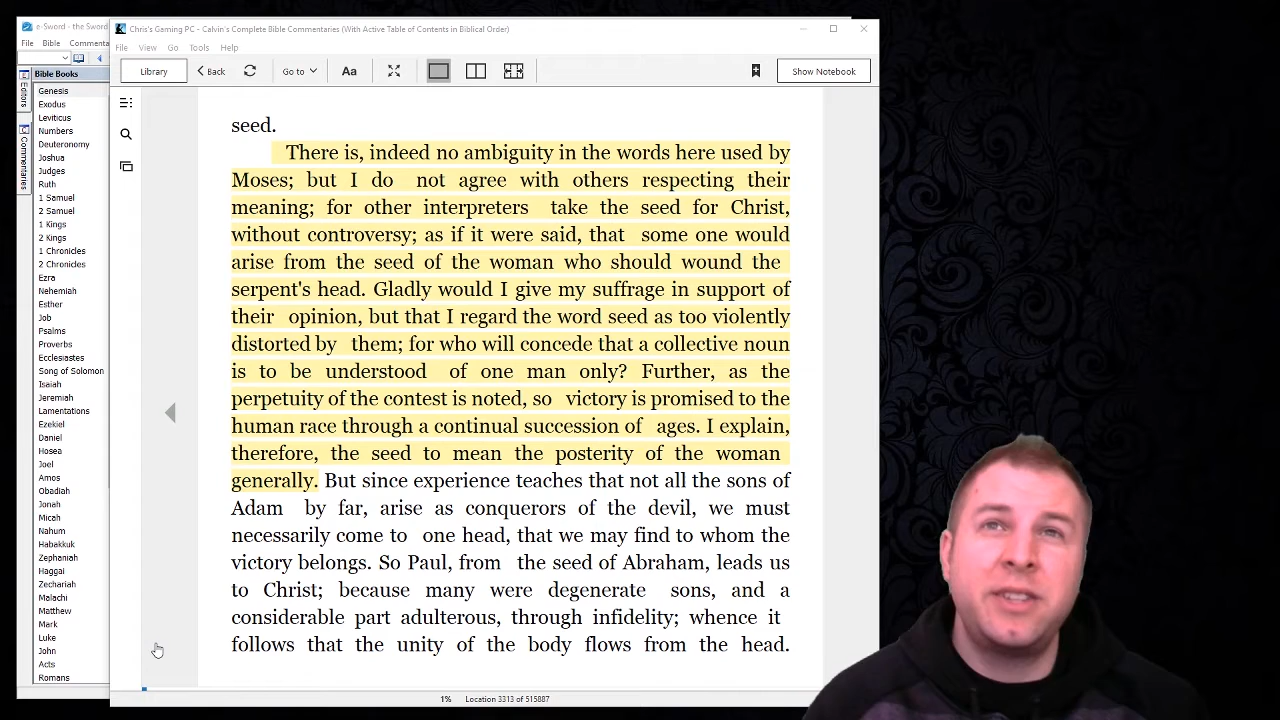 e-Sword - the Sword
File Bible Commenta
Bible Books
Editors
Commentaries
Genesis
Exodus
Leviticus
Numbers
Deuteronomy
Joshua
Judges
Ruth
1 Samuel
2 Samuel
1 Kings
2 Kings
1 Chronicles
2 Chronicles
Ezra
Nehemiah
Esther
Job
Psalms
Proverbs
Ecclesiastes
Song of Solomon
Isaiah
Jeremiah
Lamentations
Ezekiel
Daniel
Hosea
Joel
Amos
Obadiah
Jonah
Micah
Nahum
Habakkuk
Zephaniah
Haggai
Zechariah
Malachi
Matthew
Mark
Luke
John
Acts
Romans
Chris's Gaming PC - Calvin's Complete Bible Commentaries (With Active Table of Contents in Biblical Order)
File View Go Tools Help
Library Back Go to Aa Show Notebook
seed.
There is, indeed no ambiguity in the words here used by
Moses; but I do not agree with others respecting their
meaning; for other interpreters take the seed for Christ,
without controversy; as if it were said, that some one would
arise from the seed of the woman who should wound the
serpent's head. Gladly would I give my suffrage in support of
their opinion, but that I regard the word seed as too violently
distorted by them; for who will concede that a collective noun
is to be understood of one man only? Further, as the
perpetuity of the contest is noted, so victory is promised to the
human race through a continual succession of ages. I explain,
therefore, the seed to mean the posterity of the woman
generally. But since experience teaches that not all the sons of
Adam by far, arise as conquerors of the devil, we must
necessarily come to one head, that we may find to whom the
victory belongs. So Paul, from the seed of Abraham, leads us
to Christ; because many were degenerate sons, and a
considerable part adulterous, through infidelity; whence it
follows that the unity of the body flows from the head.
1% Location 3313 of 515887